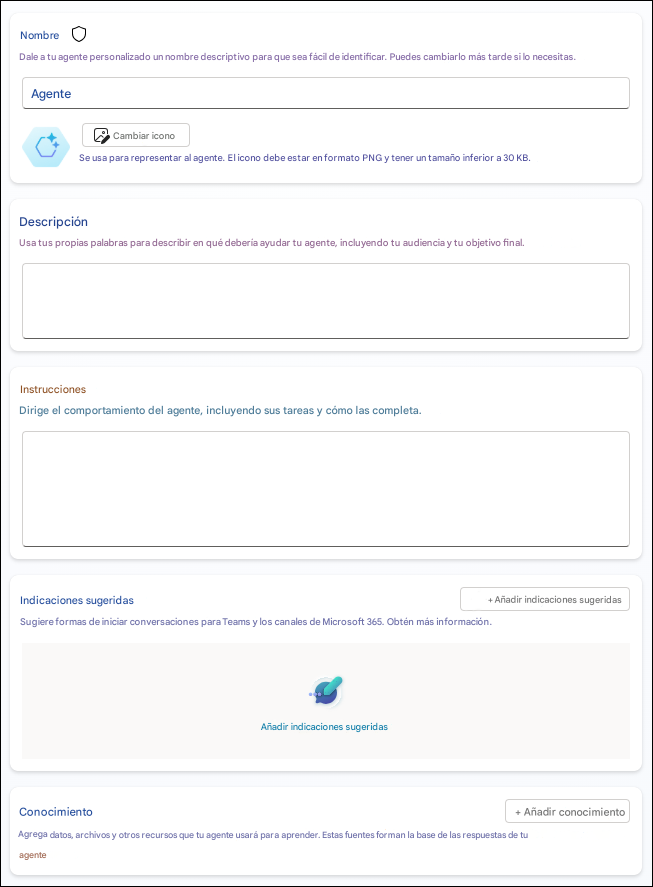 Nombre
Dale a tu agente personalizado un nombre descriptivo para que sea fácil de identificar. Puedes cambiarlo más tarde si lo necesitas.
Agente
Cambiar icono
Se usa para representar al agente. El icono debe estar en formato PNG y tener un tamaño inferior a 30 KB.
Descripción
Usa tus propias palabras para describir en qué debería ayudar tu agente, incluyendo tu audiencia y tu objetivo final.
Instrucciones
Dirige el comportamiento del agente, incluyendo sus tareas y cómo las completa.
Indicaciones sugeridas
+ Añadir indicaciones sugeridas
Sugiere formas de iniciar conversaciones para Teams y los canales de Microsoft 365. Obtén más información.
Añadir indicaciones sugeridas
Conocimiento
+ Añadir conocimiento
Agrega datos, archivos y otros recursos que tu agente usará para aprender. Estas fuentes forman la base de las respuestas de tu
agente